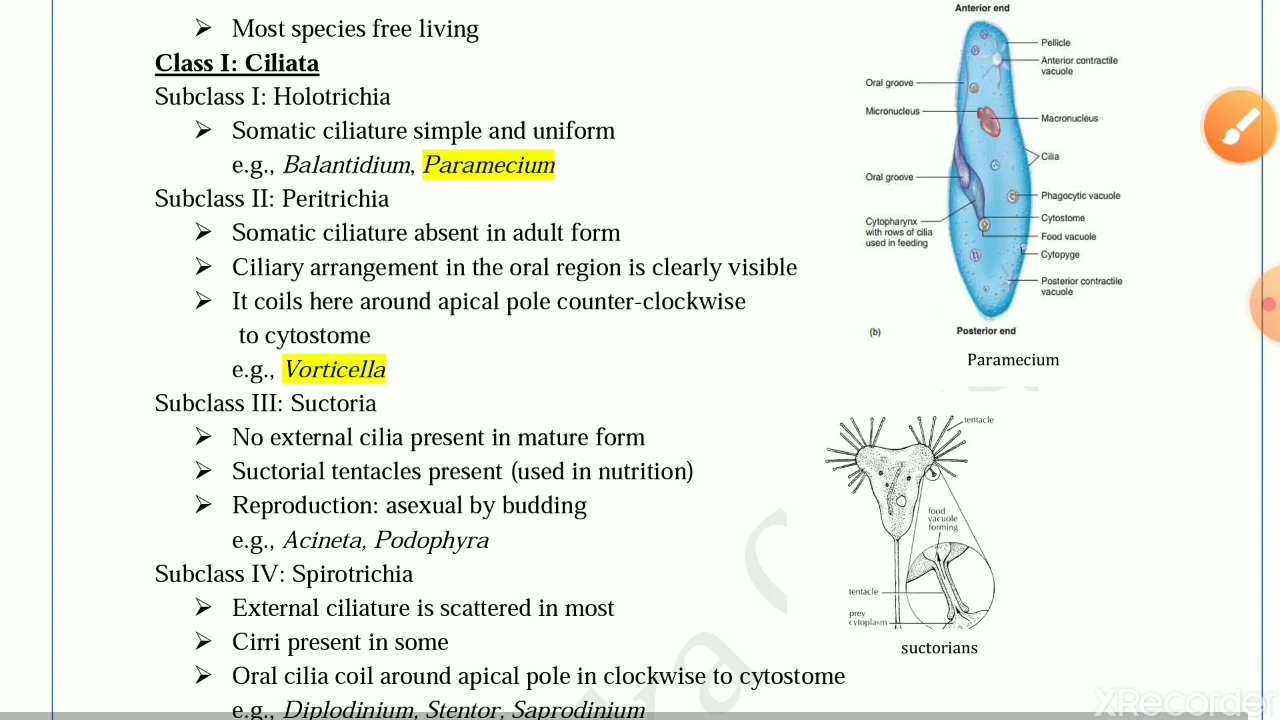 ➢ Most species free living
Class I: Ciliata
Subclass I: Holotrichia
➢ Somatic ciliature simple and uniform
e.g., Balantidium, Paramecium
Subclass II: Peritrichia
➢ Somatic ciliature absent in adult form
➢ Ciliary arrangement in the oral region is clearly visible
➢ It coils here around apical pole counter-clockwise
to cytostome
e.g., Vorticella
Subclass III: Suctoria
➢ No external cilia present in mature form
➢ Suctorial tentacles present (used in nutrition)
➢ Reproduction: asexual by budding
e.g., Acineta, Podophyra
Subclass IV: Spirotrichia
➢ External ciliature is scattered in most
➢ Cirri present in some
➢ Oral cilia coil around apical pole in clockwise to cytostome
e.g., Diplodinium, Stentor, Saprodinium
Anterior end
Pellicle
Anterior contractile
vacuole
Oral groove
Micronucleus
Macronucleus
Cilia
Oral groove
Phagocytic vacuole
Cytostome
Cytopharynx
with rows of cilia
used in feeding
Food vacuole
Cytopyge
Posterior contractile
vacuole
(b)
Posterior end
Paramecium
tentacle
food
vacuole
forming
tentacle
prey
cytoplasm
suctorians
XRecorder